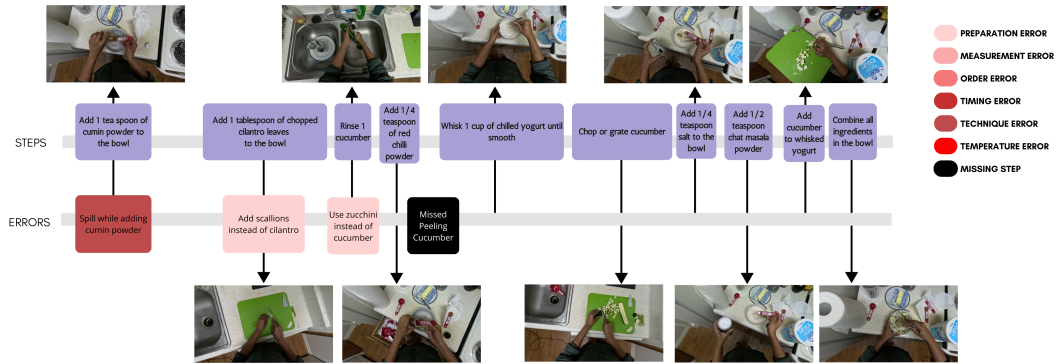 STEPS
Add 1 tea spoon of
cumin powder to
the bowl
Add 1 tablespoon of chopped
cilantro leaves
to the bowl
Rinse 1
cucumber
Add 1/4
teaspoon
of red
chilli
powder
Whisk 1 cup of chilled yogurt until
smooth
Chop or grate cucumber
Add 1/4
teaspoon
salt to the
bowl
Add 1/2
teaspoon
chat masala
powder
Add
cucumber
to whisked
yogurt
Combine all
ingredients
in the bowl
ERRORS
Spill while adding
cumin powder
Add scallions
instead of cilantro
Use zucchini
instead of
cucumber
Missed
Peeling
Cucumber
PREPARATION ERROR
MEASUREMENT ERROR
ORDER ERROR
TIMING ERROR
TECHNIQUE ERROR
TEMPERATURE ERROR
MISSING STEP